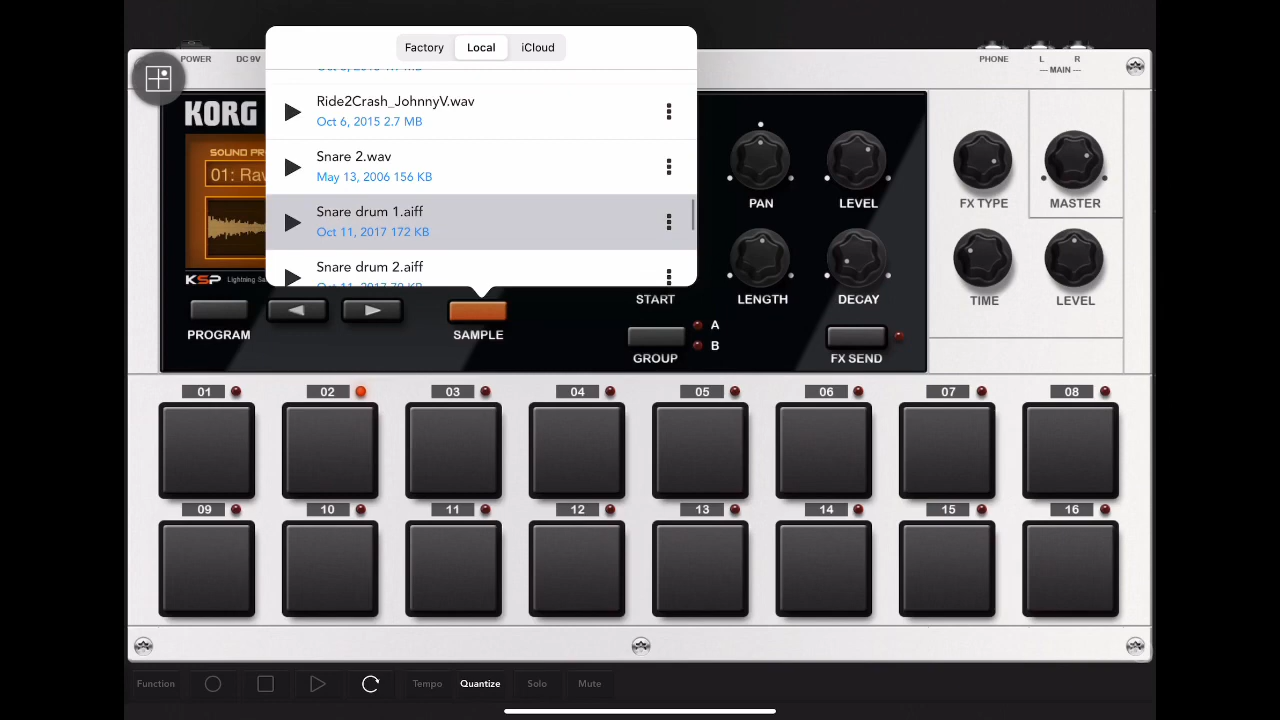 Factory Local iCloud
Ride2Crash_JohnnyV.wav
Oct 6, 2015 2.7 MB
Snare 2.wav
May 13, 2006 156 KB
Snare drum 1.aiff
Oct 11, 2017 172 KB
Snare drum 2.aiff
POWER DC 9V
PHONE L R
MAIN
KORG
01: Rav
KSP Lightning
PAN LEVEL FX TYPE MASTER
START LENGTH DECAY TIME LEVEL
PROGRAM SAMPLE
GROUP A
B
FX SEND
01 02 03 04 05 06 07 08
09 10 11 12 13 14 15 16
Function Tempo Quantize Solo Mute